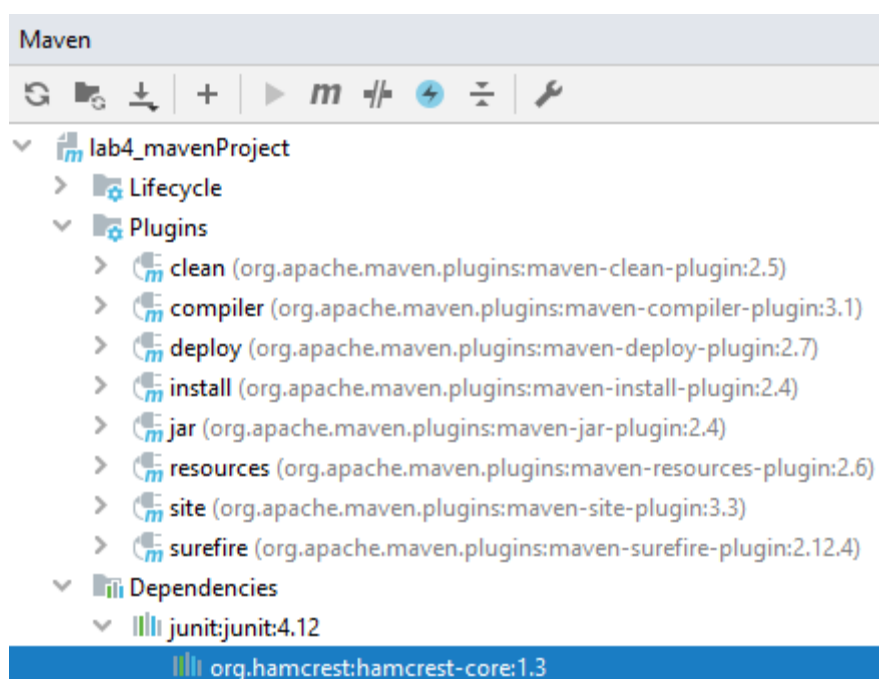 Maven
m
lab4_mavenProject
Lifecycle
Plugins
clean (org.apache.maven.plugins:maven-clean-plugin:2.5)
compiler (org.apache.maven.plugins:maven-compiler-plugin:3.1)
deploy (org.apache.maven.plugins:maven-deploy-plugin:2.7)
install (org.apache.maven.plugins:maven-install-plugin:2.4)
jar (org.apache.maven.plugins:maven-jar-plugin:2.4)
resources (org.apache.maven.plugins:maven-resources-plugin:2.6)
site (org.apache.maven.plugins:maven-site-plugin:3.3)
surefire (org.apache.maven.plugins:maven-surefire-plugin:2.12.4)
Dependencies
junit:junit:4.12
org.hamcrest:hamcrest-core:1.3